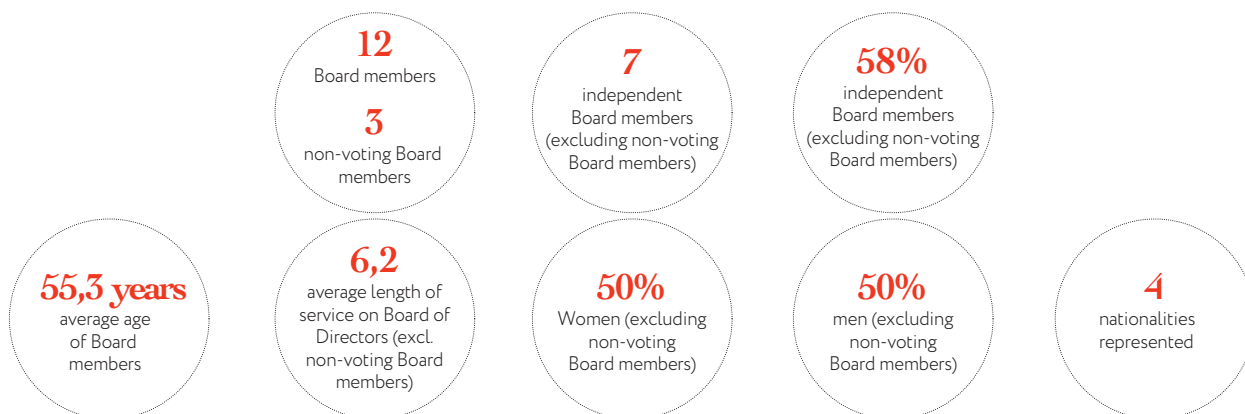 12
Board members
3
non-voting Board
members
7
independent
Board members
(excluding non-voting
Board members)
58%
independent
Board members
(excluding non-voting
Board members)
55,3 years
average age
of Board
members
6,2
average length of
service on Board of
Directors (excl.
non-voting Board
members)
50%
Women (excluding
non-voting
Board members)
50%
men (excluding
non-voting
Board members)
4
nationalities
represented